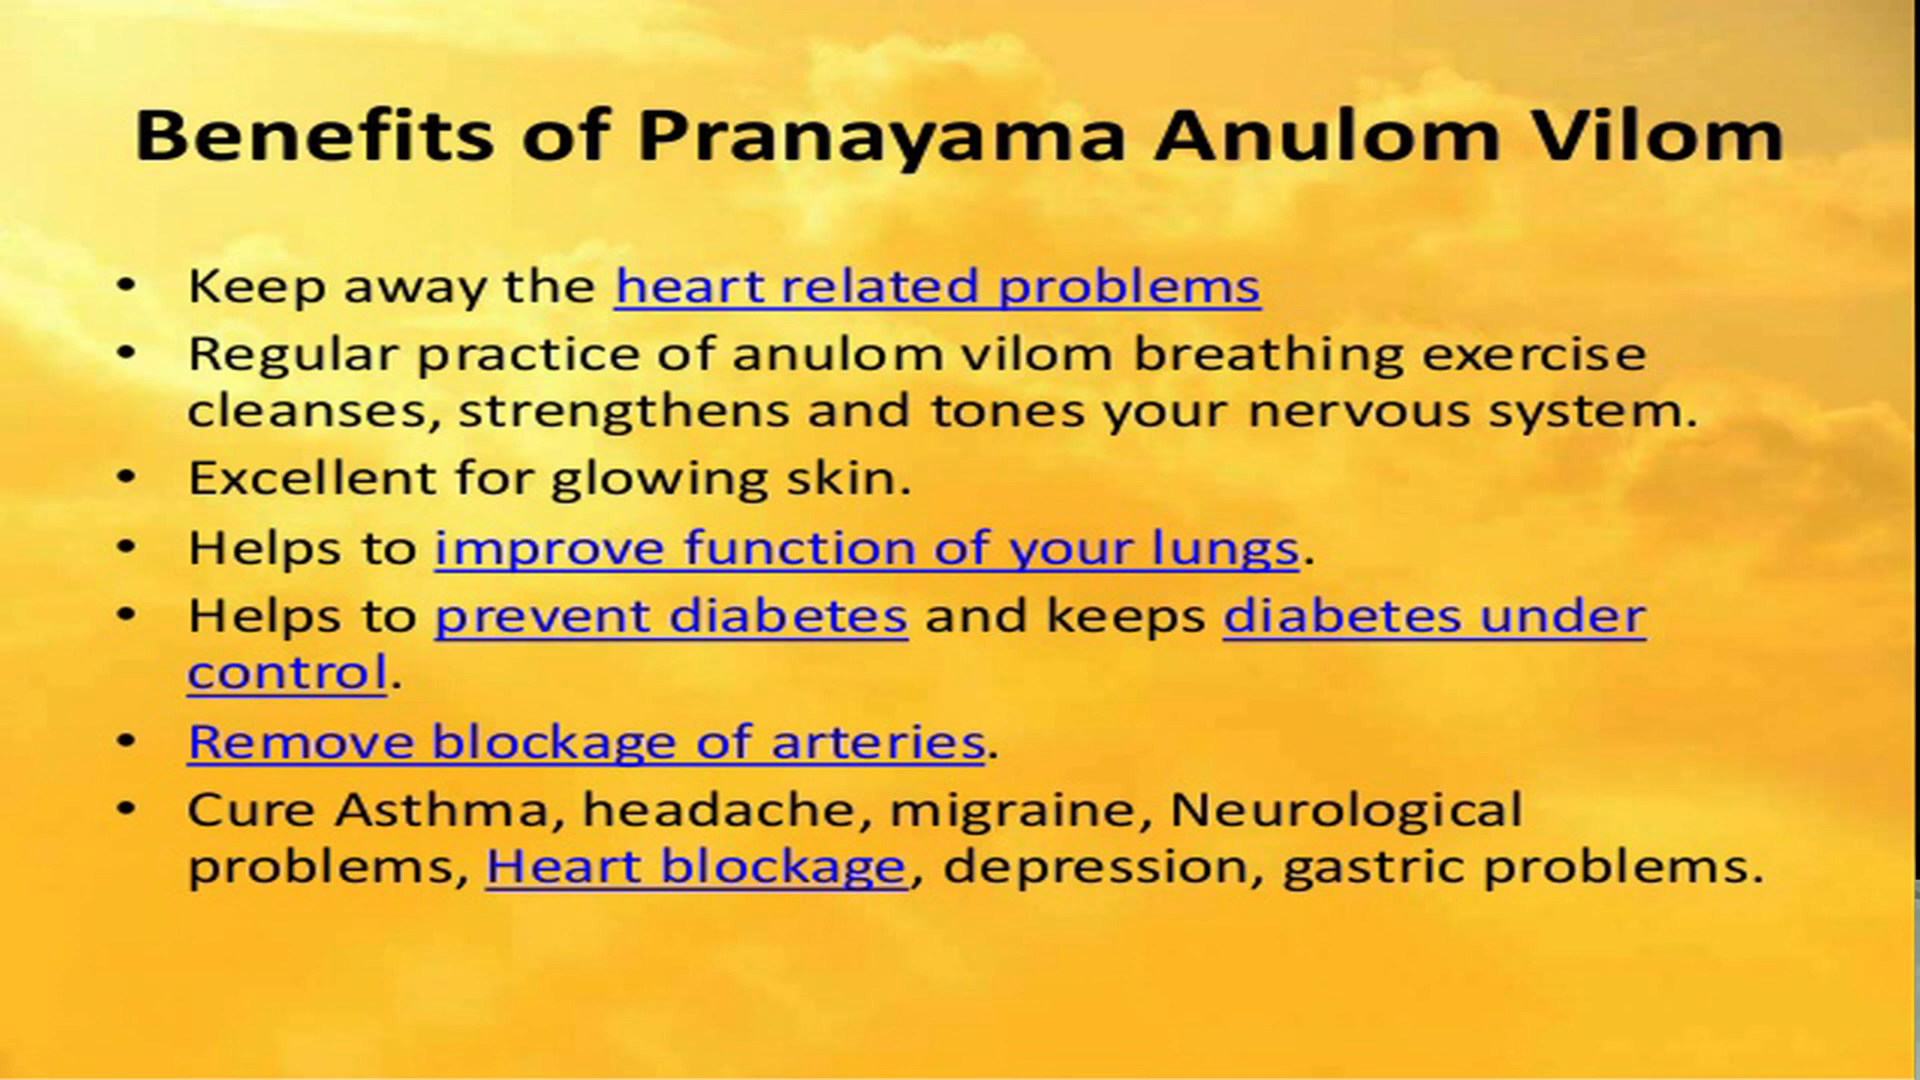 Benefits of Pranayama Anulom Vilom
• Keep away the heart related problems
• Regular practice of anulom vilom breathing exercise
cleanses, strengthens and tones your nervous system.
• Excellent for glowing skin.
• Helps to improve function of your lungs.
• Helps to prevent diabetes and keeps diabetes under
control.
• Remove blockage of arteries.
• Cure Asthma, headache, migraine, Neurological
problems, Heart blockage, depression, gastric problems.